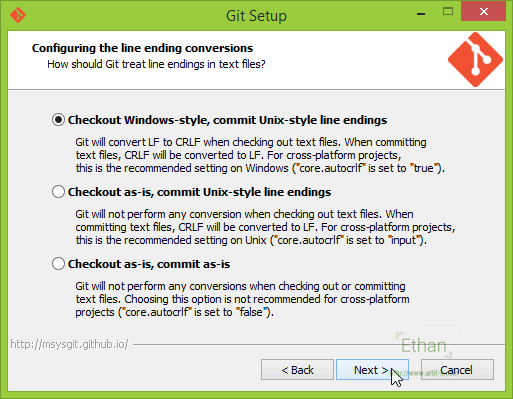 Git Setup
Configuring the line ending conversions
How should Git treat line endings in text files?
Checkout Windows-style, commit Unix-style line endings
Git will convert LF to CRLF when checking out text files. When committing
text files, CRLF will be converted to LF. For cross-platform projects,
this is the recommended setting on Windows ("core.autocrlf" is set to "true").
Checkout as-is, commit Unix-style line endings
Git will not perform any conversion when checking out text files. When
committing text files, CRLF will be converted to LF. For cross-platform projects,
this is the recommended setting on Unix ("core.autocrlf" is set to "input").
Checkout as-is, commit as-is
Git will not perform any conversions when checking out or committing
text files. Choosing this option is not recommended for cross-platform
projects ("core.autocrlf" is set to "false").
http://msysgit.github.io/
Ethan
< Back
Next >
Cancel